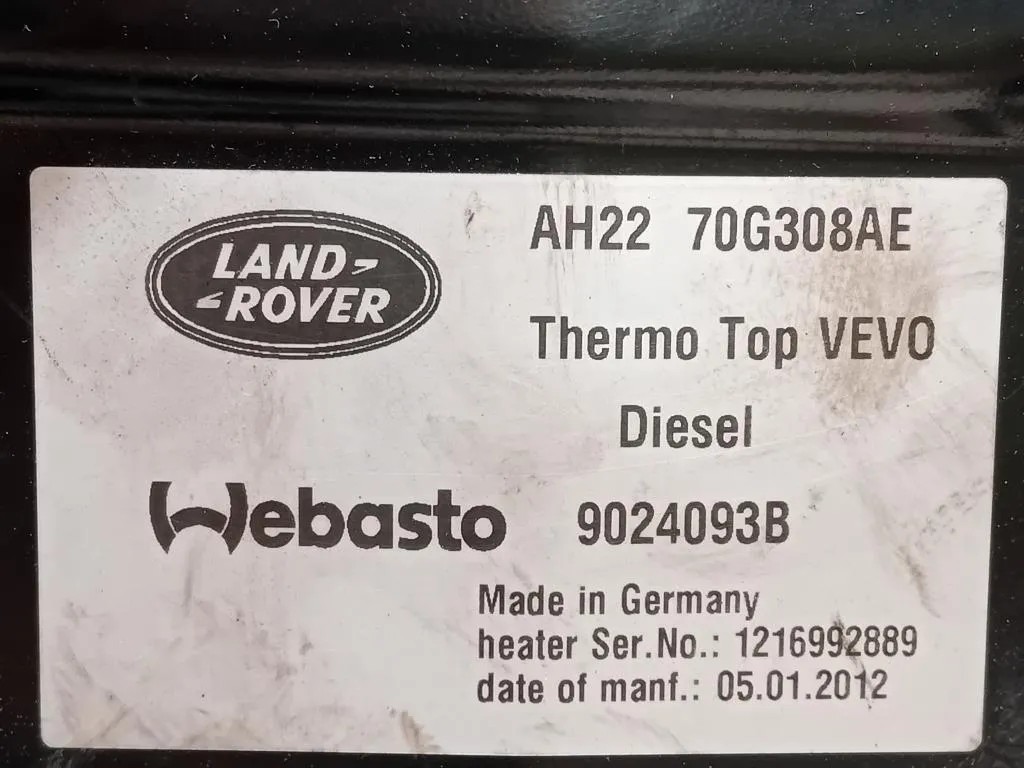 LAND-
-ROVER
AH22 70G308AE
Thermo Top VEVO
Diesel
Webasto
9024093B
Made in Germany
heater Ser.No.: 1216992889
date of manf.: 05.01.2012